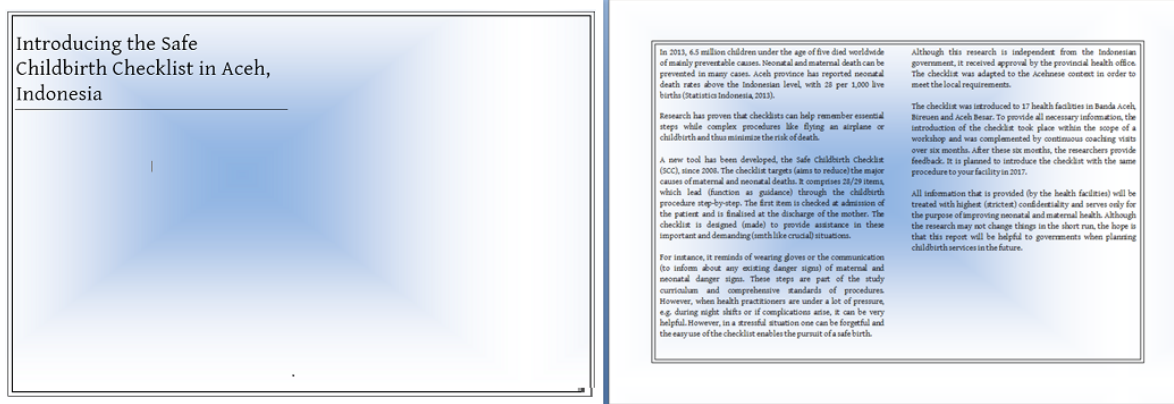 Introducing the Safe
Childbirth Checklist in Aceh,
Indonesia
In 2013, 6.5 million children under the age of five died worldwide
of mainly preventable causes. Neonatal and maternal death can be
prevented in many cases. Aceh province has reported neonatal
death rates above the Indonesian level, with 28 per 1,000 live
births (Statistics Indonesia, 2013).
Research has proven that checklists can help remember essential
steps while complex procedures like flying an airplane or
childbirth and thus minimize the risk of death.
A new tool has been developed, the Safe Childbirth Checklist
(SCC), since 2008. The checklist targets (aims to reduce) the major
causes of maternal and neonatal deaths. It comprises 28/29 items,
which lead (function as guidance) through the childbirth
procedure step-by-step. The first item is checked at admission of
the patient and is finalised at the discharge of the mother. The
checklist is designed (made) to provide assistance in these
important and demanding (smth like crucial) situations.
For instance, it reminds of wearing gloves or the communication
(to inform about any existing danger signs) of maternal and
neonatal danger signs. These steps are part of the study
curriculum and comprehensive standards of procedures.
However, when health practitioners are under a lot of pressure,
e.g. during night shifts or if complications arise, it can be very
helpful. However, in a stressful situation one can be forgetful and
the easy use of the checklist enables the pursuit of a safe birth.
Although this research is independent from the Indonesian
government, it received approval by the provincial health office.
The checklist was adapted to the Acehnese context in order to
meet the local requirements.
The checklist was introduced to 17 health facilities in Banda Aceh,
Bireuen and Aceh Besar. To provide all necessary information, the
introduction of the checklist took place within the scope of a
workshop and was complemented by continuous coaching visits
over six months. After these six months, the researchers provide
feedback. It is planned to introduce the checklist with the same
procedure to your facility in 2017.
All information that is provided (by the health facilities) will be
treated with highest (strictest) confidentiality and serves only for
the purpose of improving neonatal and maternal health. Although
the research may not change things in the short run, the hope is
that this report will be helpful to governments when planning
childbirth services in the future.